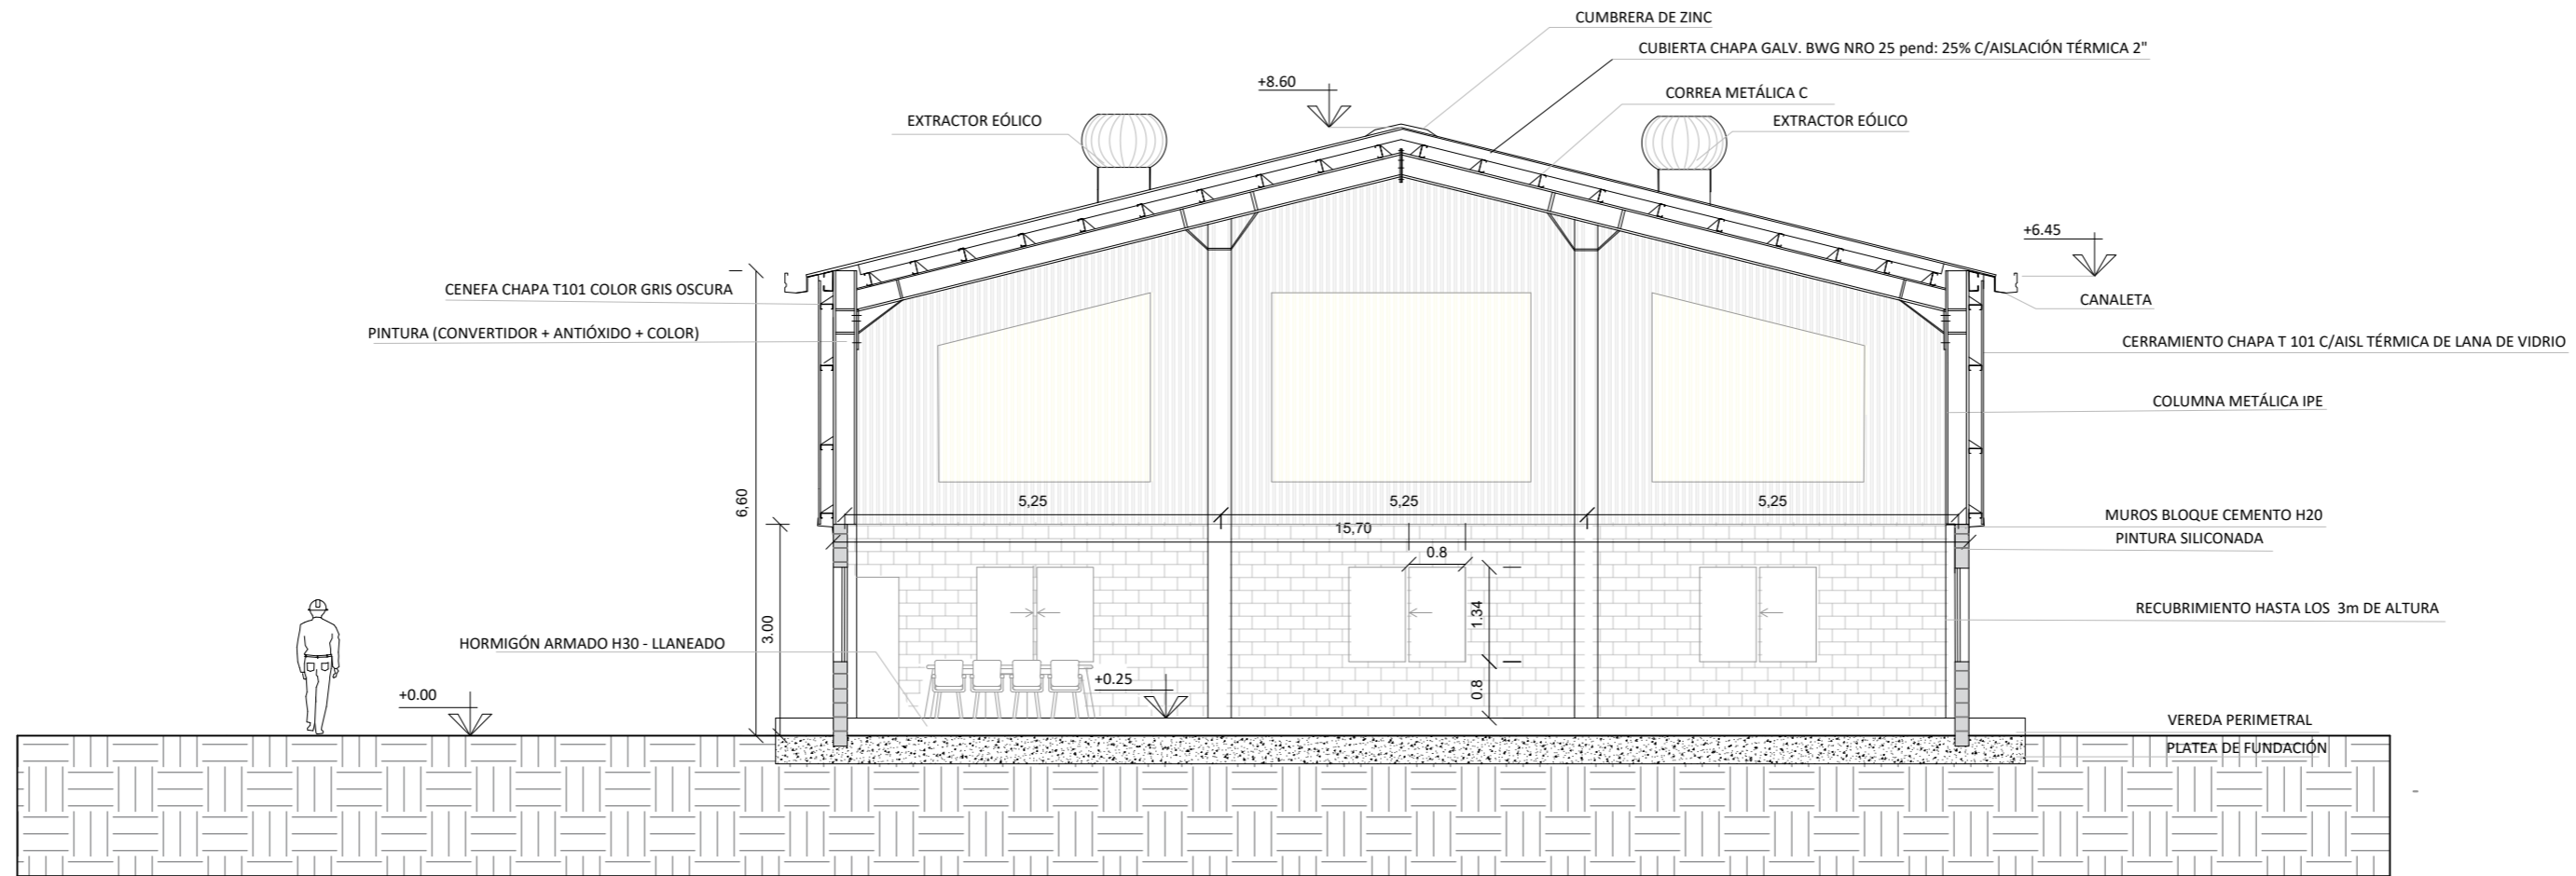 CUMBRERA DE ZINC
CUBIERTA CHAPA GALV. BWG NRO 25 pend: 25% C/AISLACIÓN TÉRMICA 2"
+8.60
CORREA METÁLICA C
EXTRACTOR EÓLICO
EXTRACTOR EÓLICO
+6.45
CENEFA CHAPA T101 COLOR GRIS OSCURA
CANALETA
PINTURA (CONVERTIDOR + ANTIÓXIDO + COLOR)
CERRAMIENTO CHAPA T 101 C/AISL TÉRMICA DE LANA DE VIDRIO
COLUMNA METÁLICA IPE
6,60
5,25
5,25
5,25
MUROS BLOQUE CEMENTO H20
15,70
PINTURA SILICONADA
0.8
3.00
1.34
RECUBRIMIENTO HASTA LOS 3m DE ALTURA
HORMIGÓN ARMADO H30 - LLANEADO
+0.25
0.8
+0.00
VEREDA PERIMETRAL
PLATEA DE FUNDACIÓN